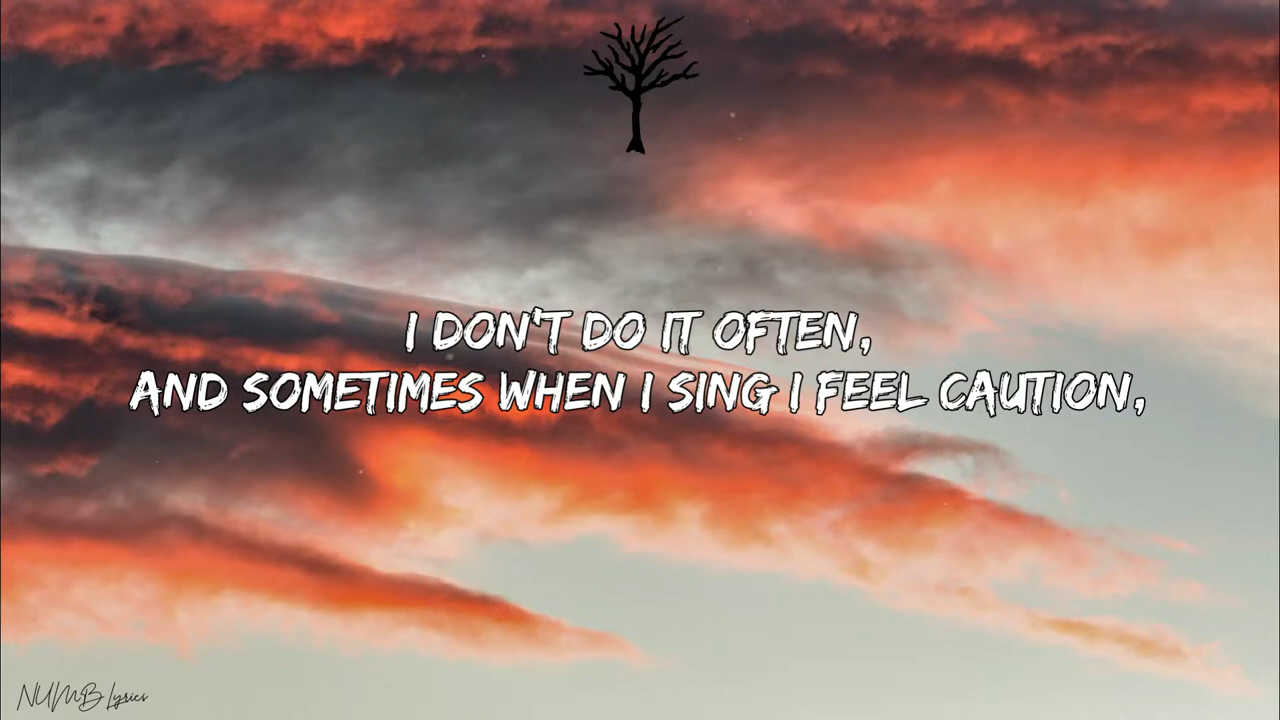 I DON'T DO IT OFTEN,
AND SOMETIMES WHEN I SING I FEEL CAUTION,
NUMB Lyrics